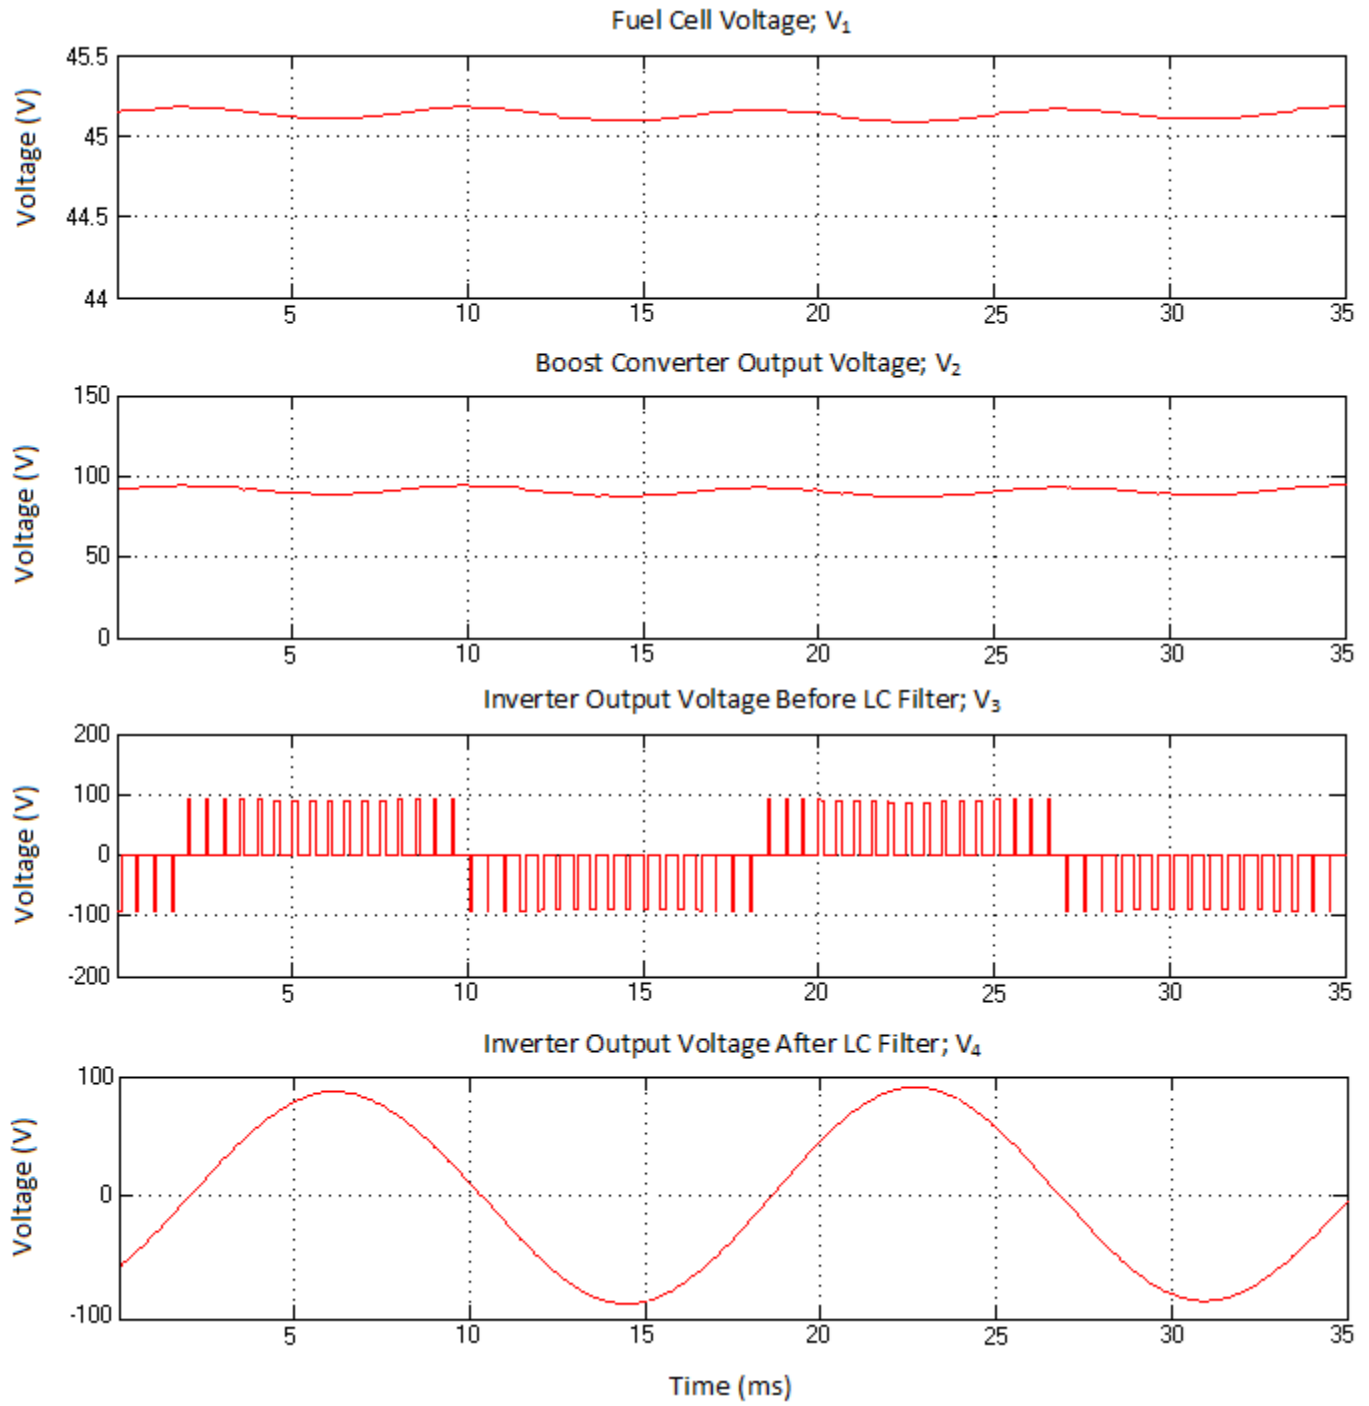 Fuel Cell Voltage; V₁
Voltage (V)
45.5
45
44.5
44
5 10 15 20 25 30 35
Boost Converter Output Voltage; V₂
Voltage (V)
150
100
50
0
5 10 15 20 25 30 35
Inverter Output Voltage Before LC Filter; V₃
Voltage (V)
200
100
0
-100
-200
5 10 15 20 25 30 35
Inverter Output Voltage After LC Filter; V₄
Voltage (V)
100
0
-100
5 10 15 20 25 30 35
Time (ms)